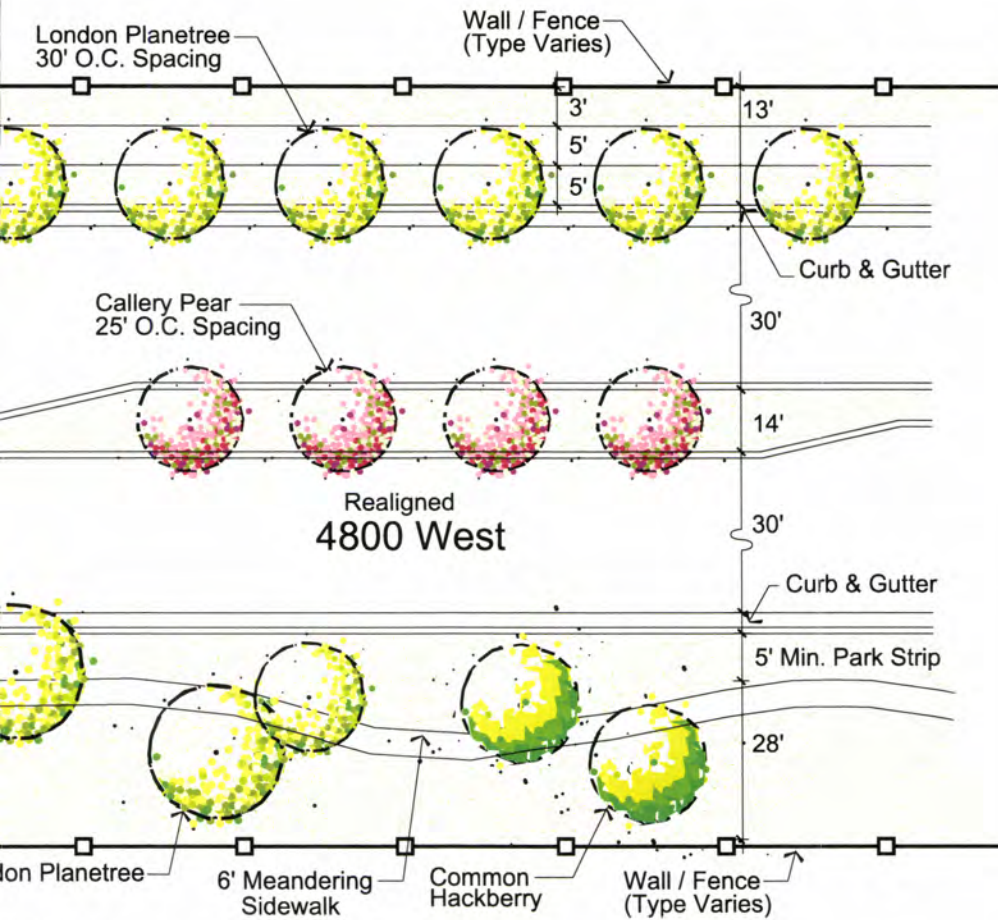 London Planetree
30' O.C. Spacing
Wall / Fence
(Type Varies)
3'
13'
5'
5'
Curb & Gutter
Callery Pear
25' O.C. Spacing
30'
14'
Realigned
4800 West
30'
Curb & Gutter
5' Min. Park Strip
28'
don Planetree
6' Meandering
Sidewalk
Common
Hackberry
Wall / Fence
(Type Varies)